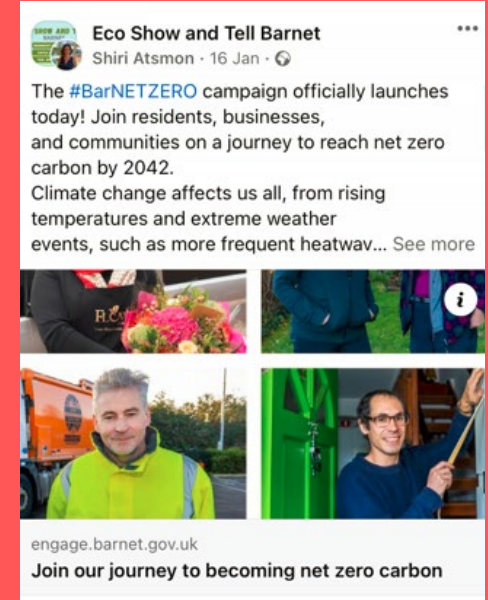 Eco Show and Tell Barnet
Shiri Atsmon · 16 Jan ·
The #BarNETZERO campaign officially launches
today! Join residents, businesses,
and communities on a journey to reach net zero
carbon by 2042.
Climate change affects us all, from rising
temperatures and extreme weather
events, such as more frequent heatwav... See more
engage.barnet.gov.uk
Join our journey to becoming net zero carbon